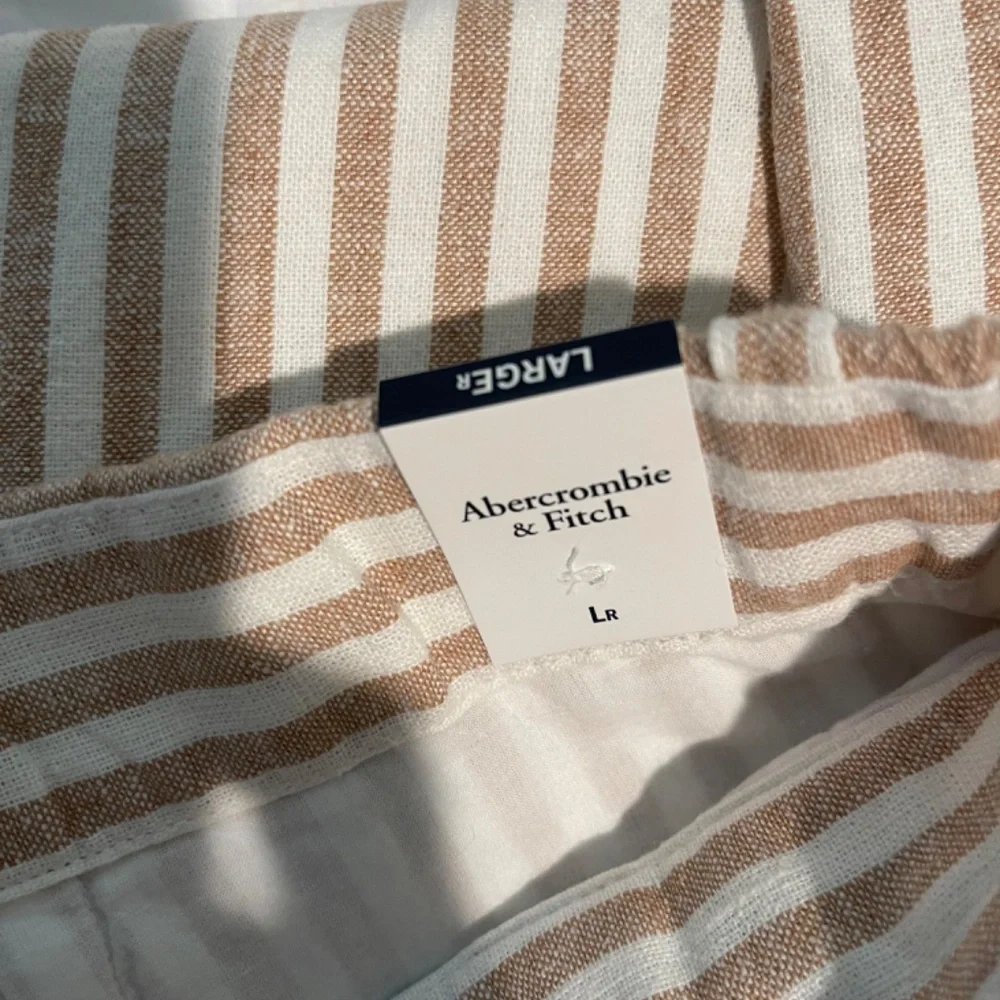 LARGER
Abercrombie
& Fitch
LR